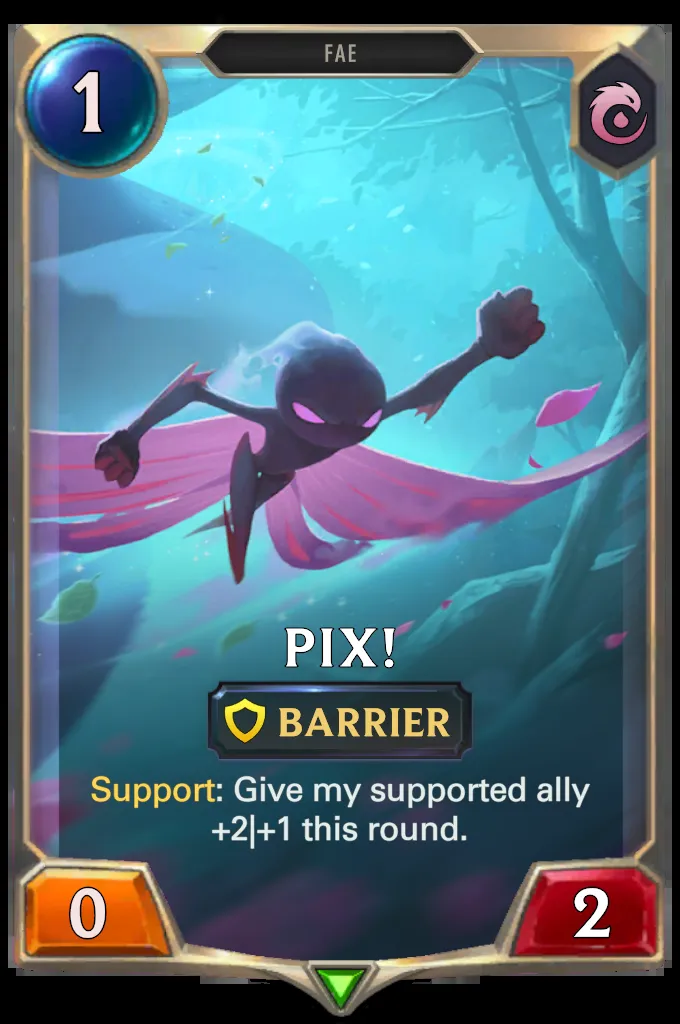 FAE
1
PIX!
BARRIER
Support: Give my supported ally
+2|+1 this round.
0
2